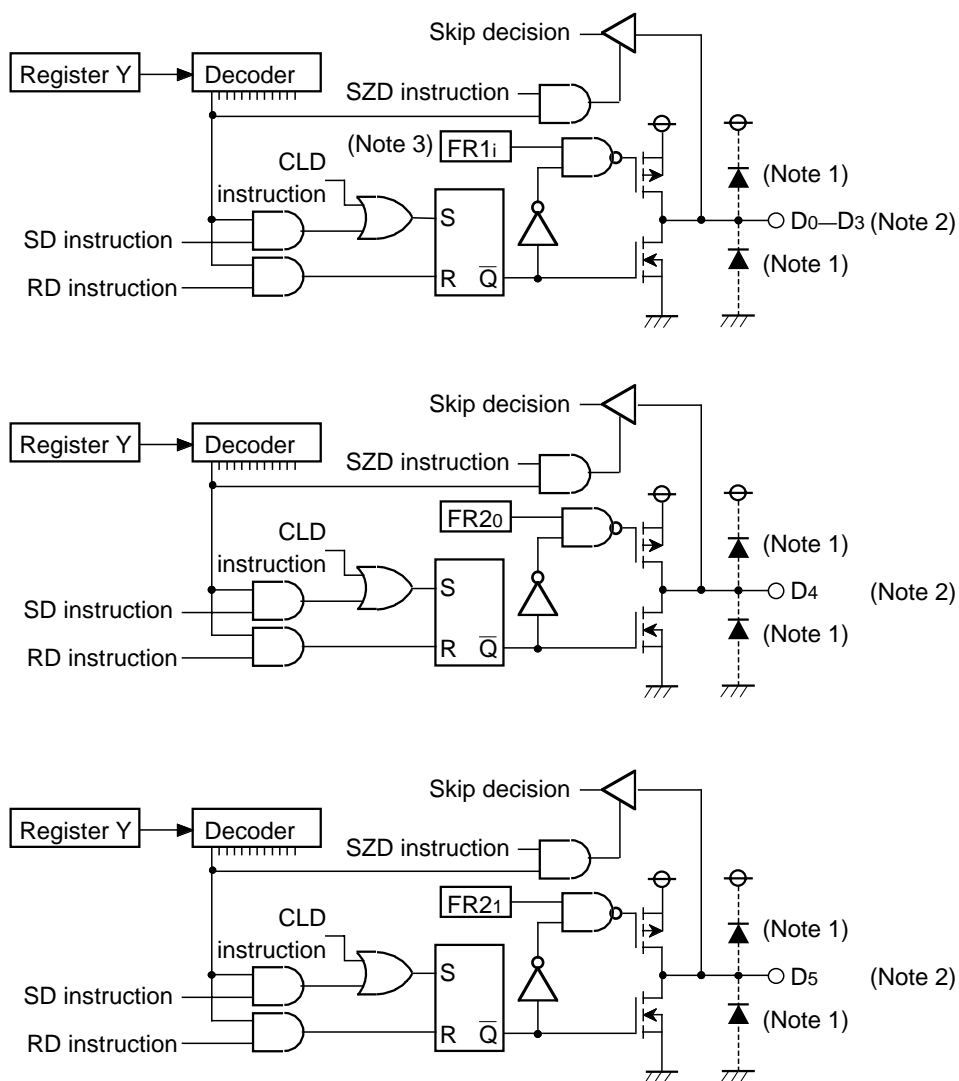 Skip decision
Register Y
Decoder
SZD instruction
(Note 3)
FR1i
CLD
instruction
(Note 1)
S
SD instruction
D0—D3 (Note 2)
R Q̅
(Note 1)
RD instruction
Skip decision
Register Y
Decoder
SZD instruction
FR20
CLD
instruction
(Note 1)
S
D4 (Note 2)
SD instruction
(Note 1)
R Q̅
RD instruction
Skip decision
Register Y
Decoder
SZD instruction
FR21
CLD
instruction
(Note 1)
S
D5 (Note 2)
SD instruction
(Note 1)
R Q̅
RD instruction